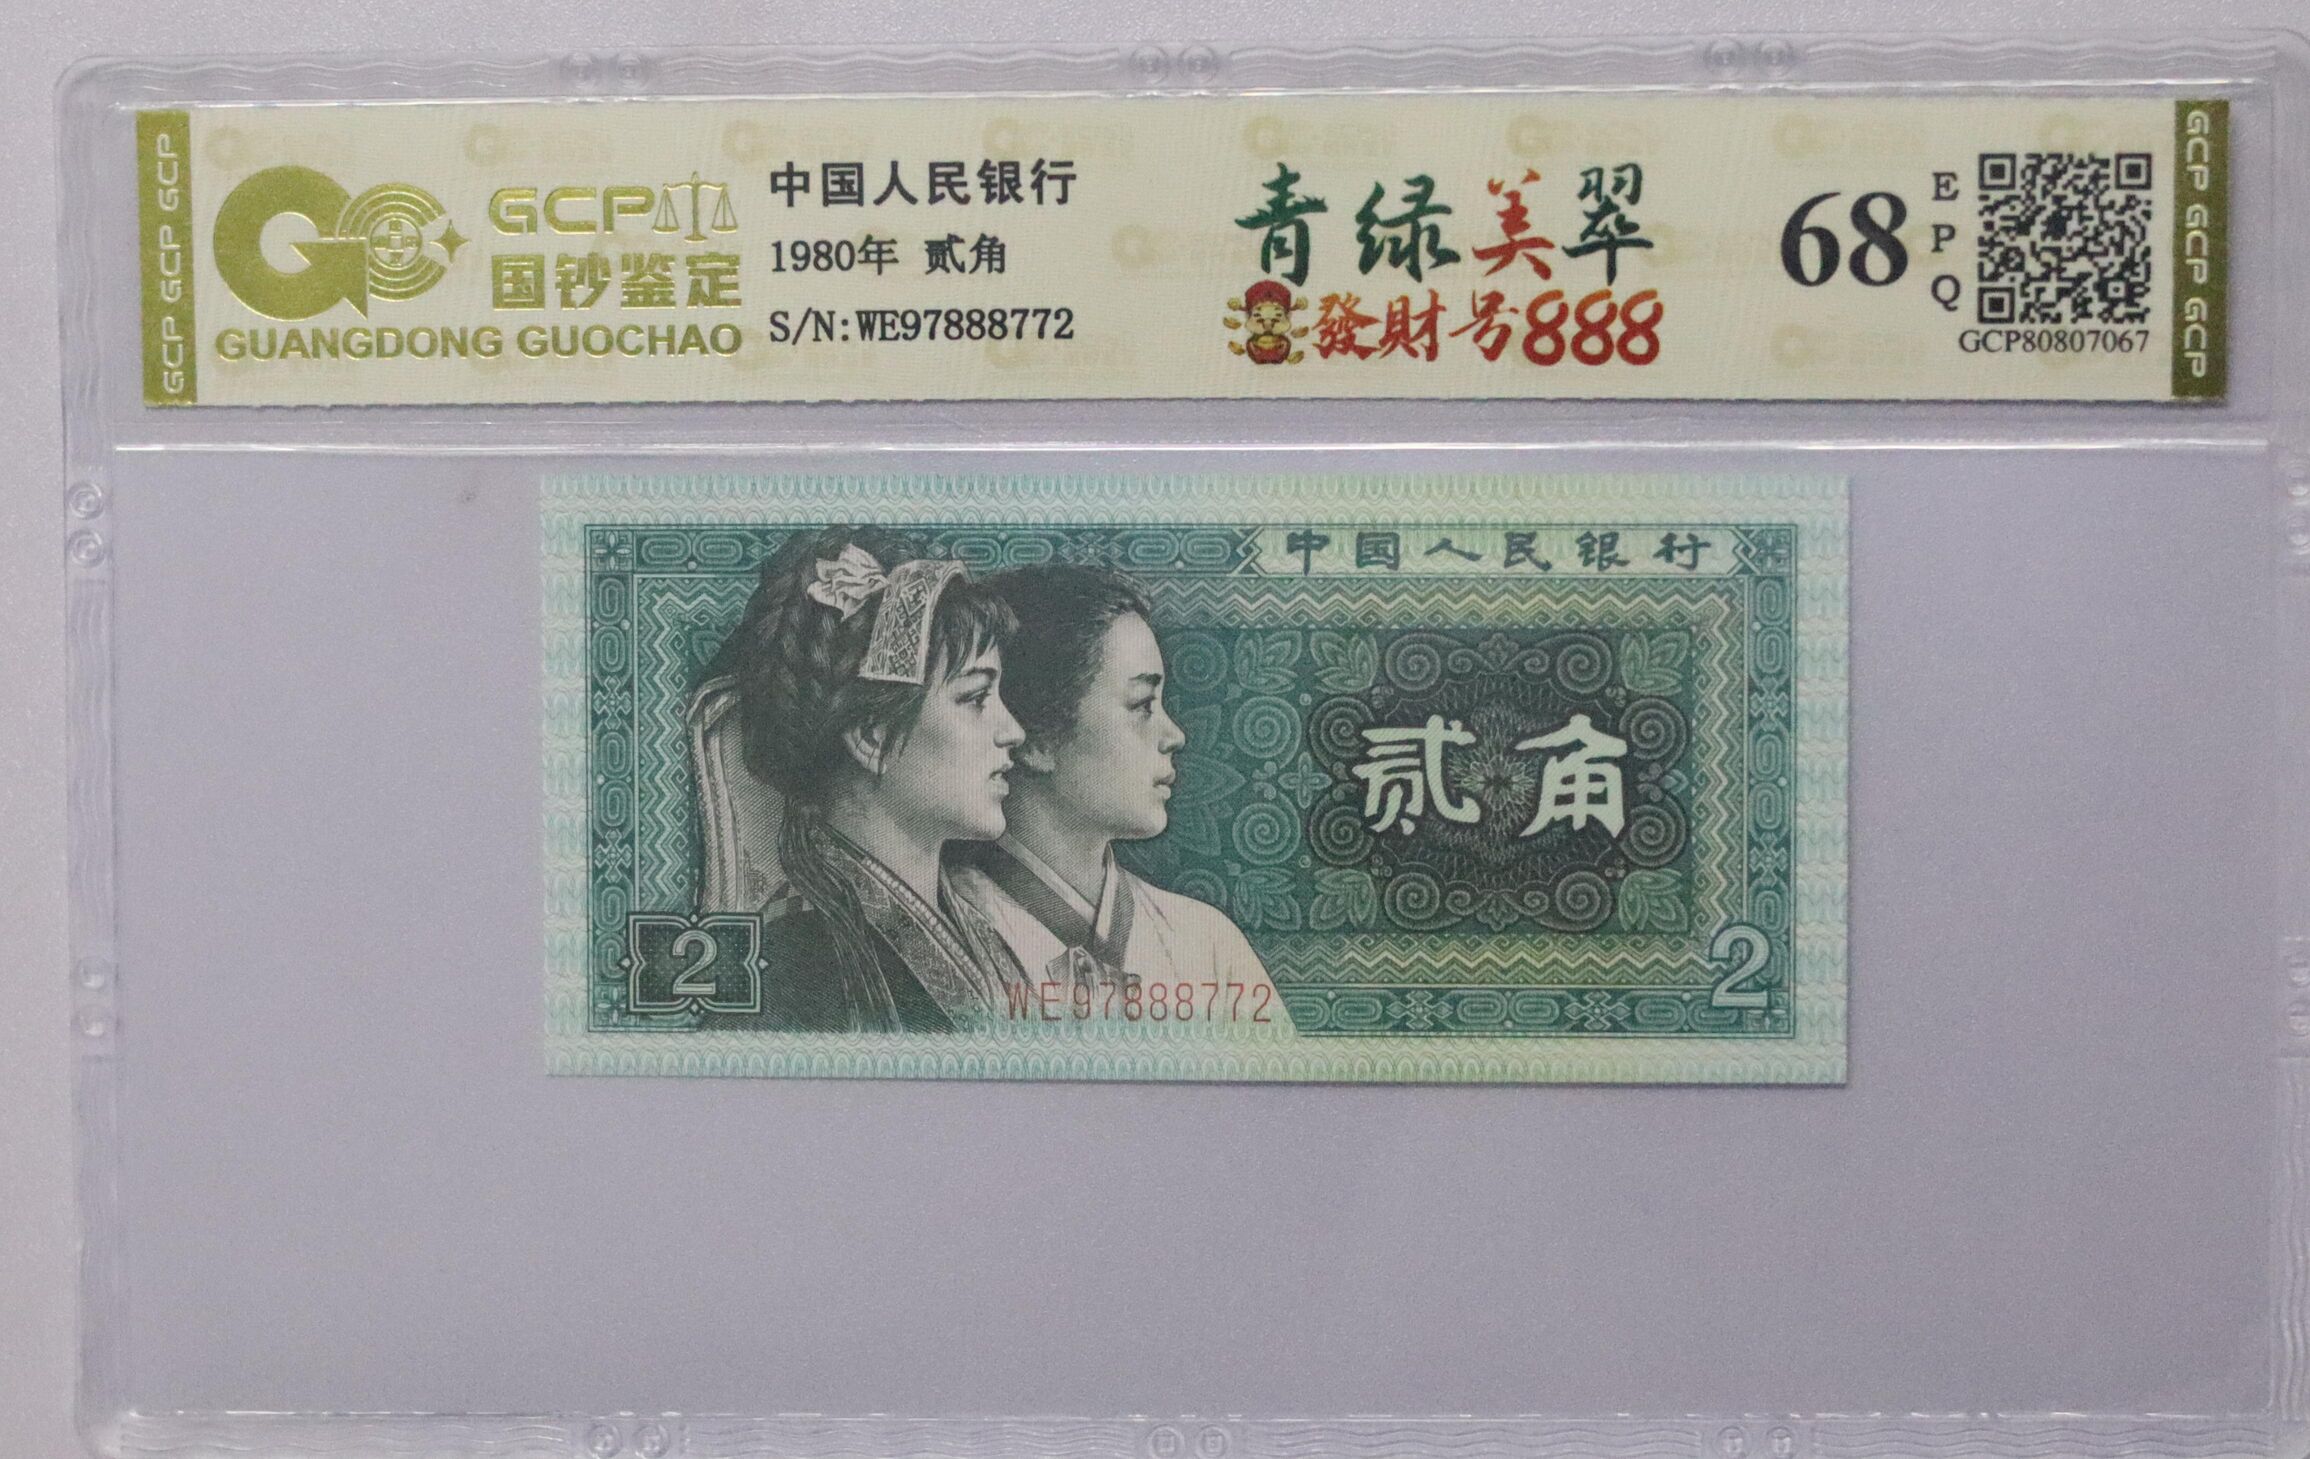 GCP 国钞鉴定
GUANGDONG GUOCHAO
中国人民银行
1980年 贰角
S/N:WE97888772
青绿美翠
發財号888
68
EPQ
GCP80807067
GCP GCP GCP
GCP GCP GCP
中国人民银行
贰角
2
2
WE97888772